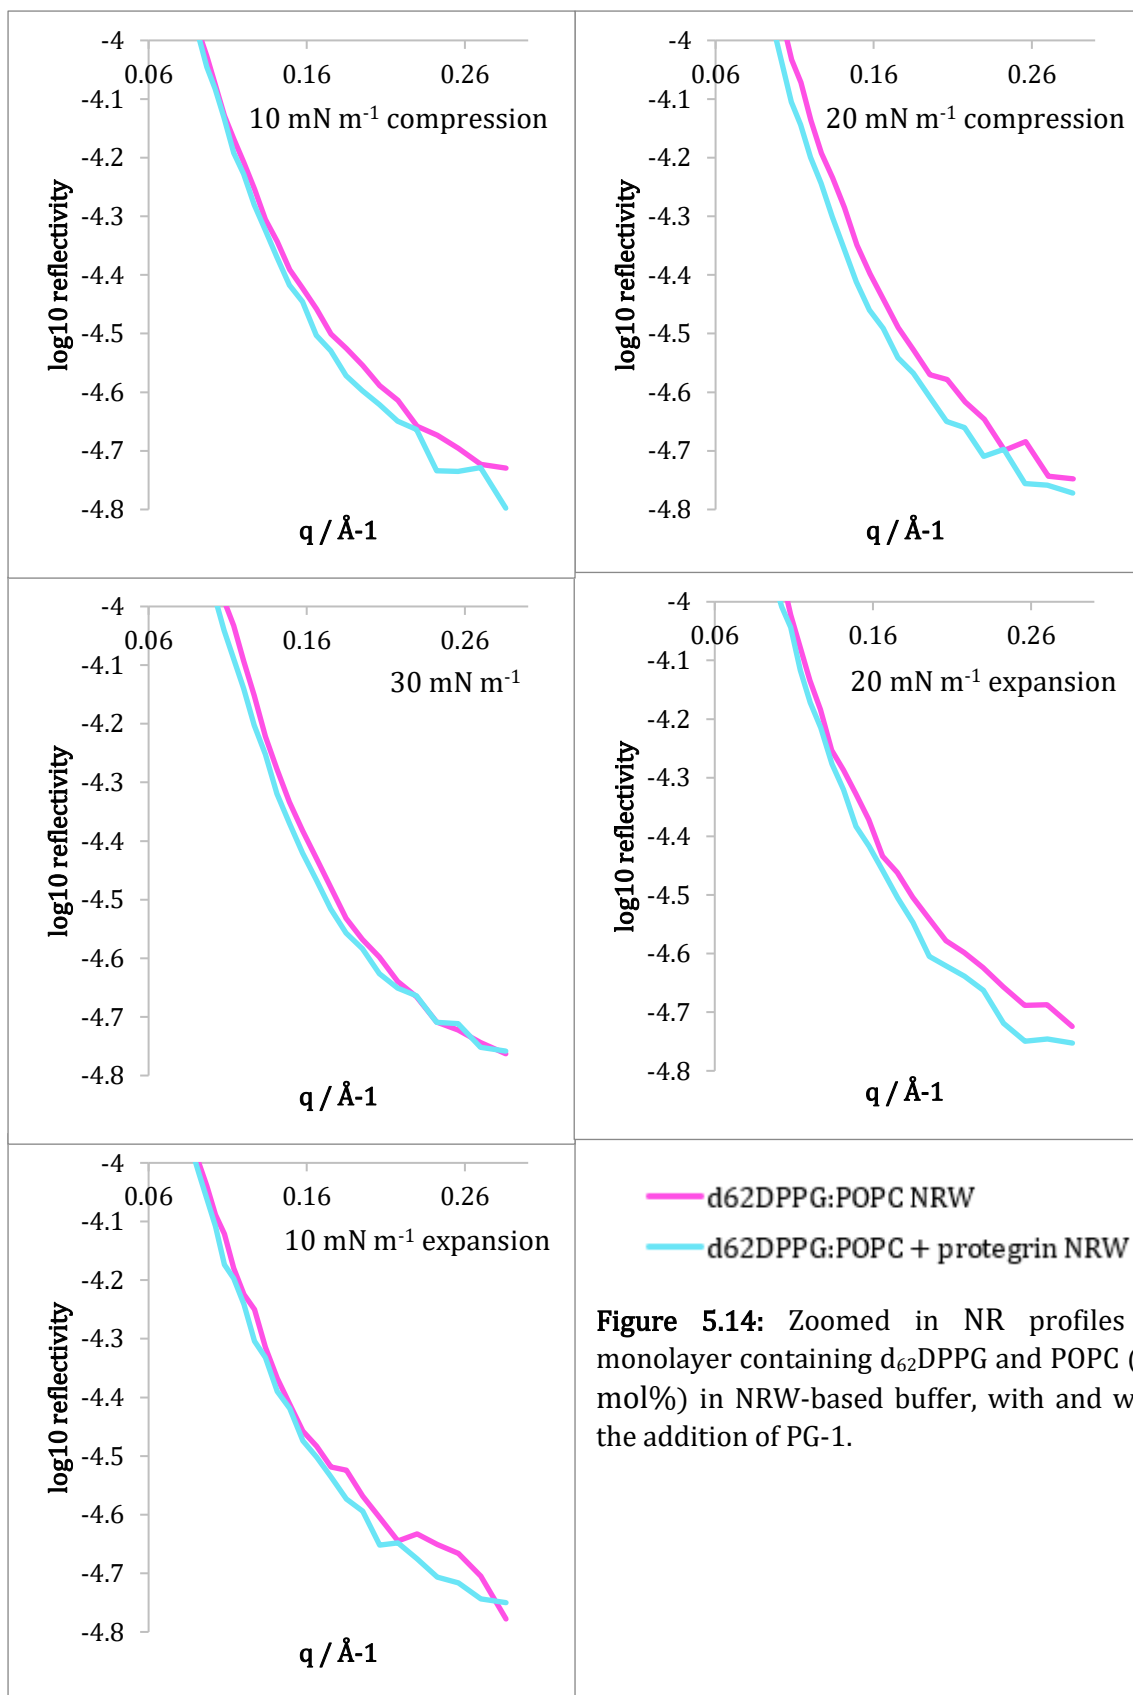 -4
0.06 0.16 0.26
-4.1
10 mN m-1 compression
-4.2
-4.3
-4.4
-4.5
-4.6
-4.7
-4.8
log10 reflectivity
q / Å-1
-4
0.06 0.16 0.26
-4.1
20 mN m-1 compression
-4.2
-4.3
-4.4
-4.5
-4.6
-4.7
-4.8
log10 reflectivity
q / Å-1
-4
0.06 0.16 0.26
-4.1
30 mN m-1
-4.2
-4.3
-4.4
-4.5
-4.6
-4.7
-4.8
log10 reflectivity
q / Å-1
-4
0.06 0.16 0.26
-4.1
20 mN m-1 expansion
-4.2
-4.3
-4.4
-4.5
-4.6
-4.7
-4.8
log10 reflectivity
q / Å-1
-4
0.06 0.16 0.26
-4.1
10 mN m-1 expansion
-4.2
-4.3
-4.4
-4.5
-4.6
-4.7
-4.8
log10 reflectivity
q / Å-1
d62DPPG:POPC NRW
d62DPPG:POPC + protegrin NRW
Figure 5.14: Zoomed in NR profiles
monolayer containing d62DPPG and POPC (
mol%) in NRW-based buffer, with and w
the addition of PG-1.